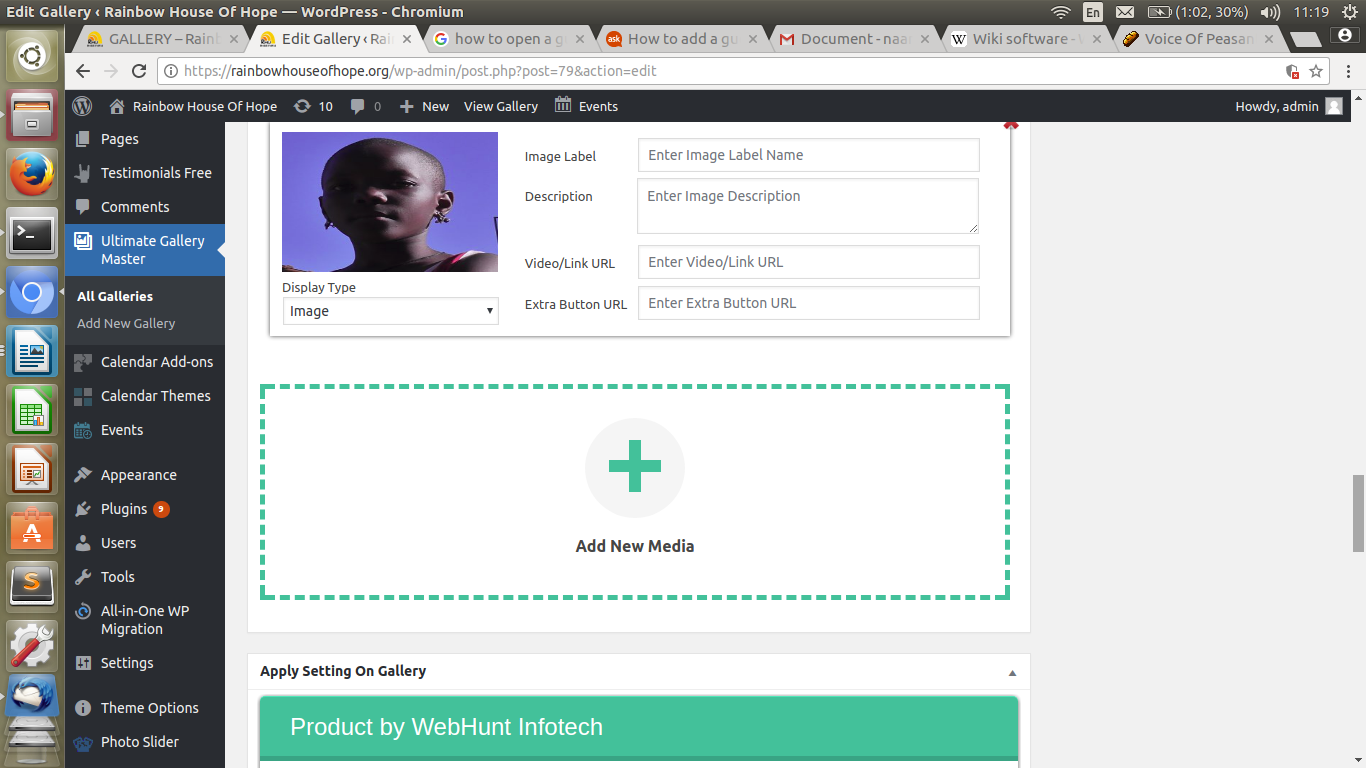 Edit Gallery ‹ Rainbow House Of Hope — WordPress - Chromium
En
(1:02, 30%)
11:19
GALLERY – Rain
Edit Gallery ‹ Rai
how to open a g
How to add a gu
Document - naa
Wiki software -
Voice Of Peasan
https://rainbowhouseofhope.org/wp-admin/post.php?post=79&action=edit
Rainbow House Of Hope
10
0
New
View Gallery
Events
Howdy, admin
Pages
Testimonials Free
Comments
Ultimate Gallery
Master
All Galleries
Add New Gallery
Calendar Add-ons
Calendar Themes
Events
Appearance
Plugins 9
Users
Tools
All-in-One WP
Migration
Settings
Theme Options
Photo Slider
Image Label
Enter Image Label Name
Description
Enter Image Description
Video/Link URL
Enter Video/Link URL
Extra Button URL
Enter Extra Button URL
Display Type
Image
Add New Media
Apply Setting On Gallery
Product by WebHunt Infotech